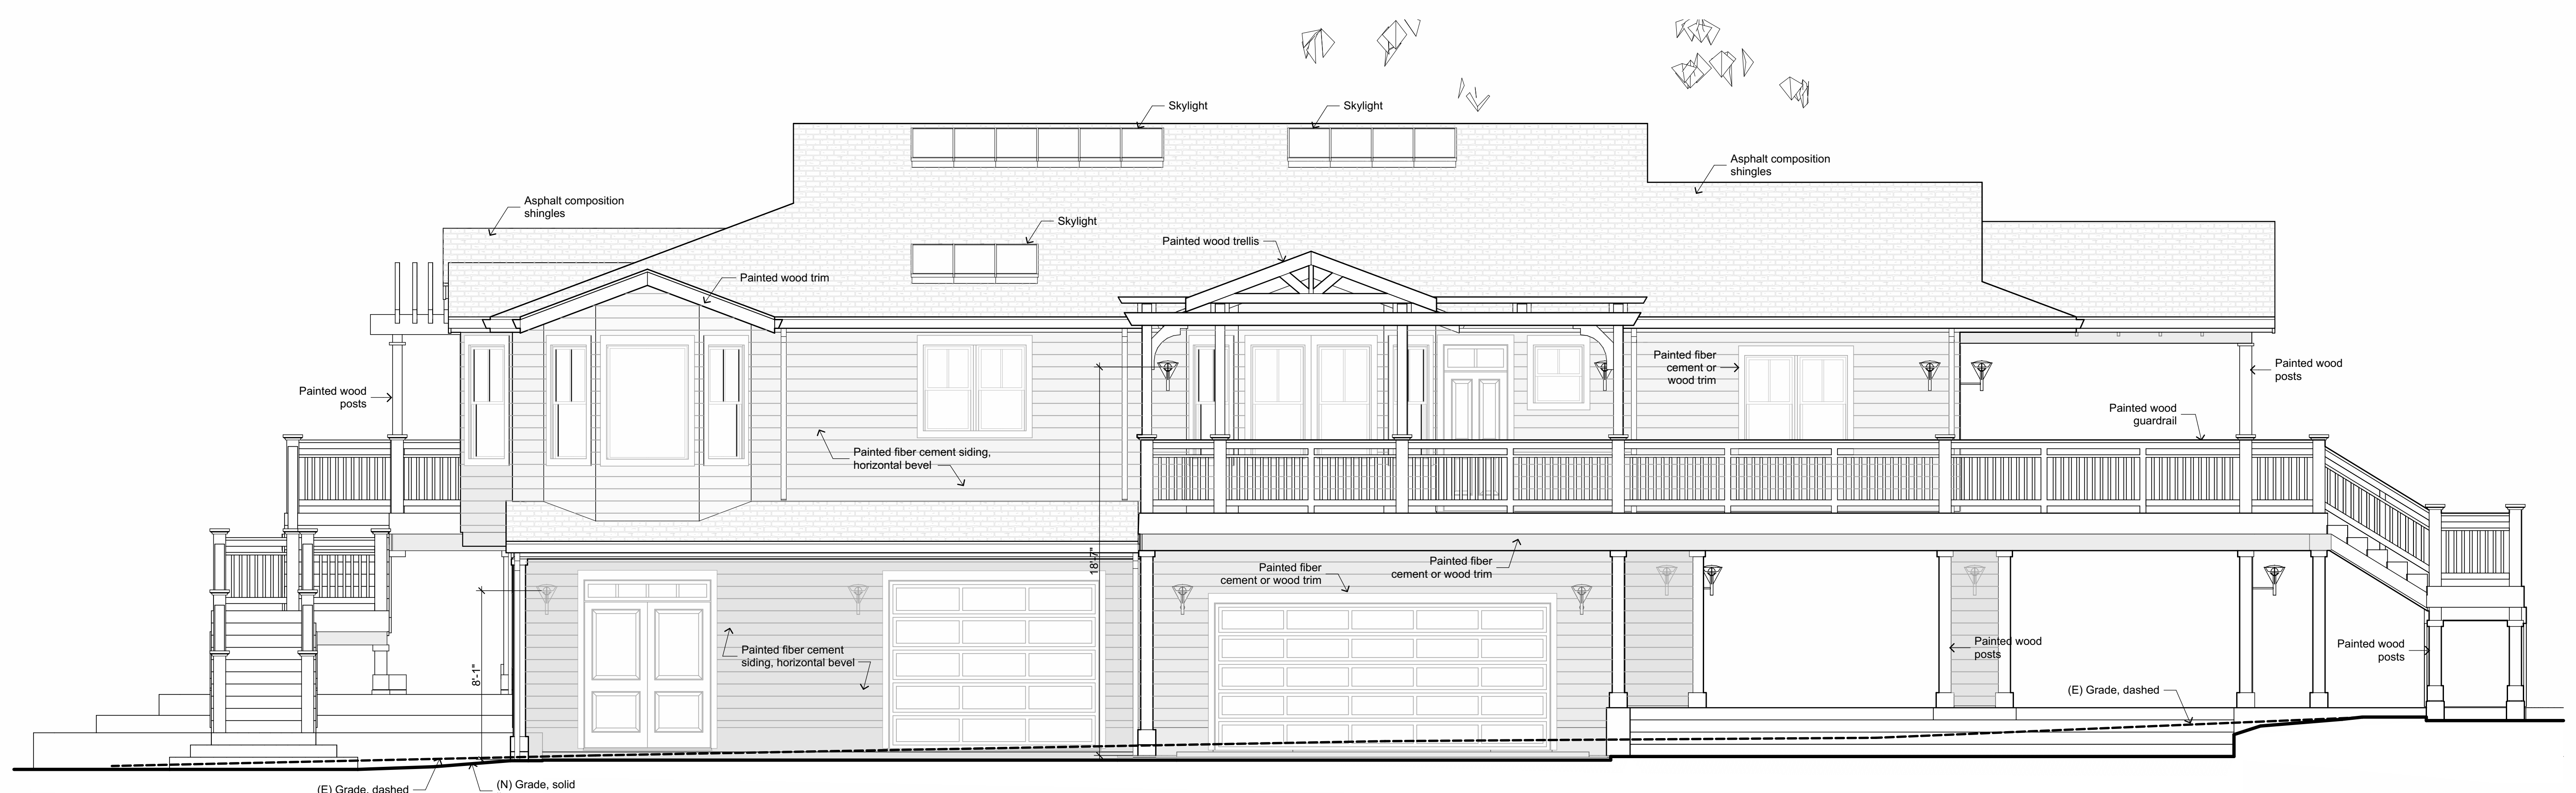 Skylight
Skylight
Asphalt composition
shingles
Asphalt composition
shingles
Skylight
Painted wood trellis
Painted wood trim
Painted fiber
cement or
wood trim
Painted wood
posts
Painted wood
posts
Painted wood
guardrail
Painted fiber cement siding,
horizontal bevel
18'-7"
Painted fiber
cement or wood trim
Painted fiber
cement or wood trim
Painted fiber cement
siding, horizontal bevel
8'-1"
Painted wood
posts
Painted wood
posts
(E) Grade, dashed
(N) Grade, solid
(E) Grade, dashed